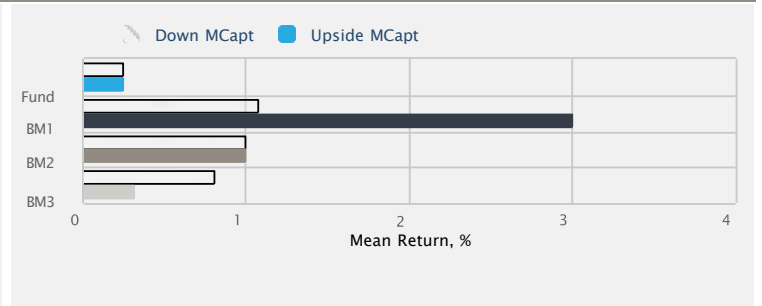 Down MCapt Upside MCapt
Fund
BM1
BM2
BM3
0 1 2 3 4
Mean Return, %